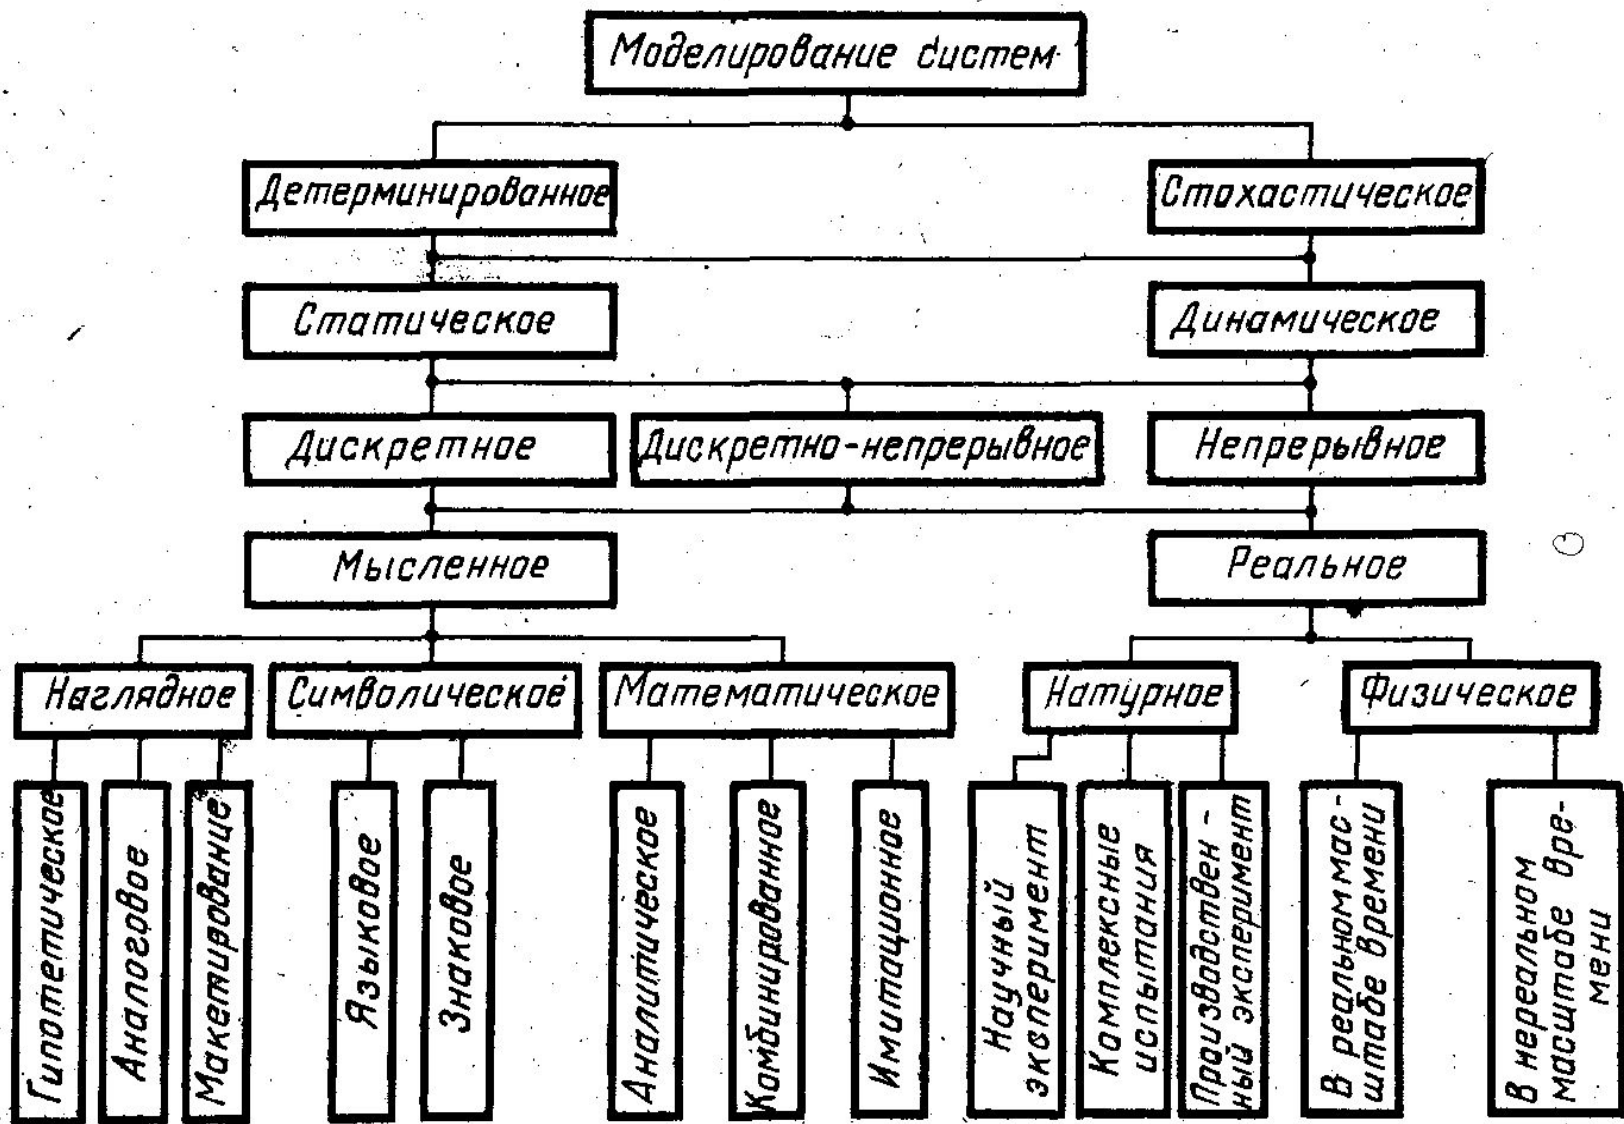 Моделирование систем
Детерминированное
Стохастическое
Статическое
Динамическое
Дискретное
Дискретно-непрерывное
Непрерывное
Мысленное
Реальное
Наглядное
Символическое
Математическое
Натурное
Физическое
Гипотетическое
Аналоговое
Макетирование
Языковое
Знаковое
Аналитическое
Комбинированное
Имитационное
Научный
эксперимент
Комплексные
испытания
Производствен-
ный эксперимент
В реальном мас-
штабе времени
В нереальном
масштабе вре-
мени